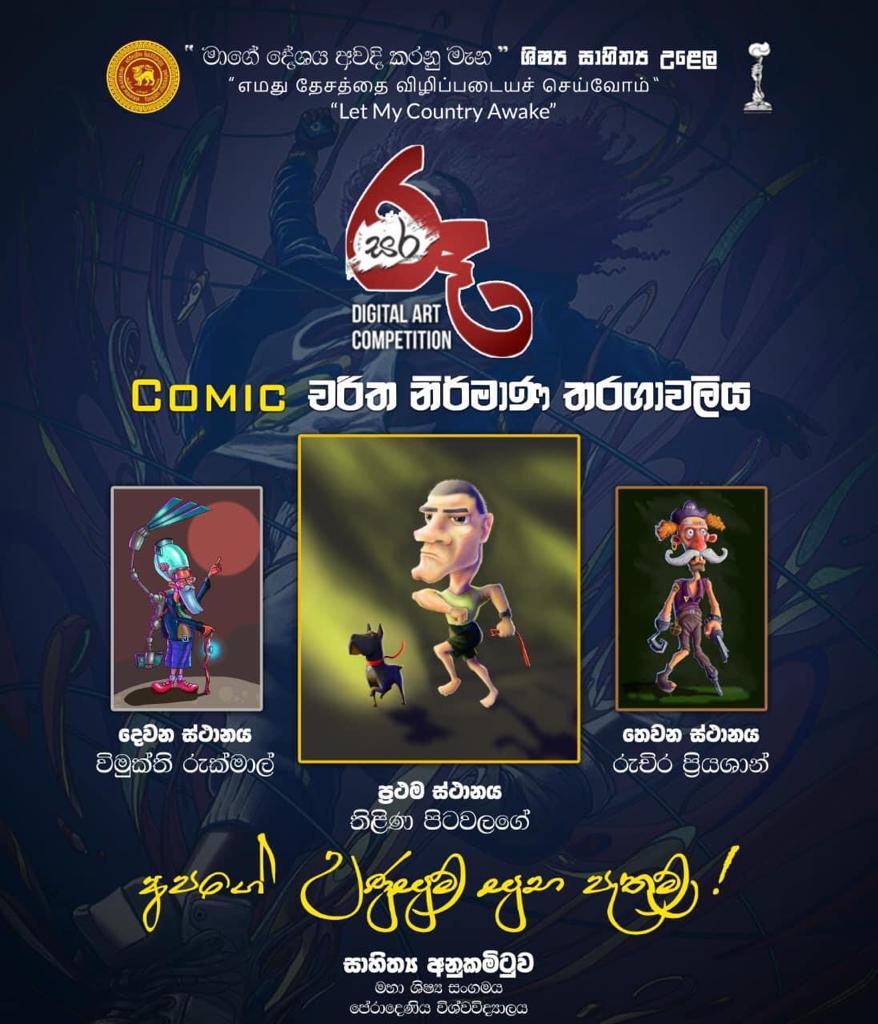 “ මාගේ දේශය අවදි කරනු මැන ” ශිෂ්‍ය සාහිත්‍ය උළෙල
“எமது தேசத்தை விழிப்படையச் செய்வோம்“
“Let My Country Awake”
සර රූ
DIGITAL ART
COMPETITION
COMIC චරිත නිර්මාණ තරගාවලිය
දෙවන ස්ථානය
විමුක්ති රුක්මාල්
තෙවන ස්ථානය
රුචිර ප්‍රියශාන්
ප්‍රථම ස්ථානය
තිළිණ පිටවලගේ
අපගේ උණුසුම් සුභ පැතුම් !
සාහිත්‍ය අනුකමිටුව
මහා ශිෂ්‍ය සංගමය
පේරාදෙණිය විශ්වවිද්‍යාලය